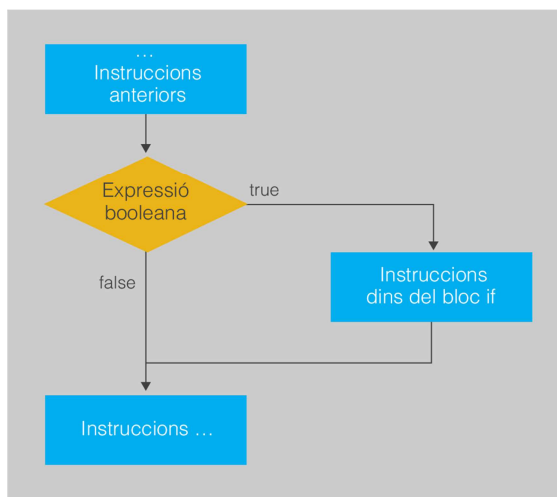 ...
Instruccions
anteriors
Expressió
booleana
true
false
Instruccions
dins del bloc if
Instruccions ...